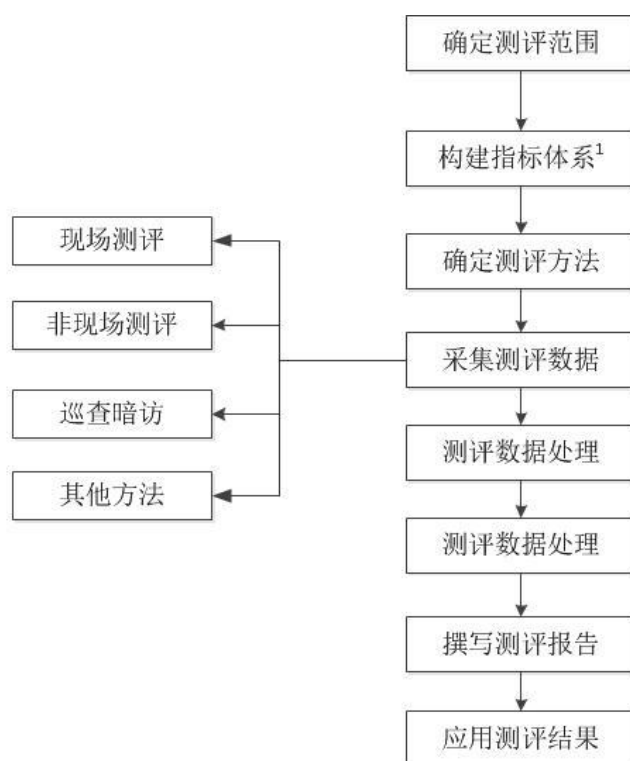 确定测评范围
构建指标体系¹
确定测评方法
采集测评数据
现场测评
非现场测评
巡查暗访
其他方法
测评数据处理
测评数据处理
撰写测评报告
应用测评结果